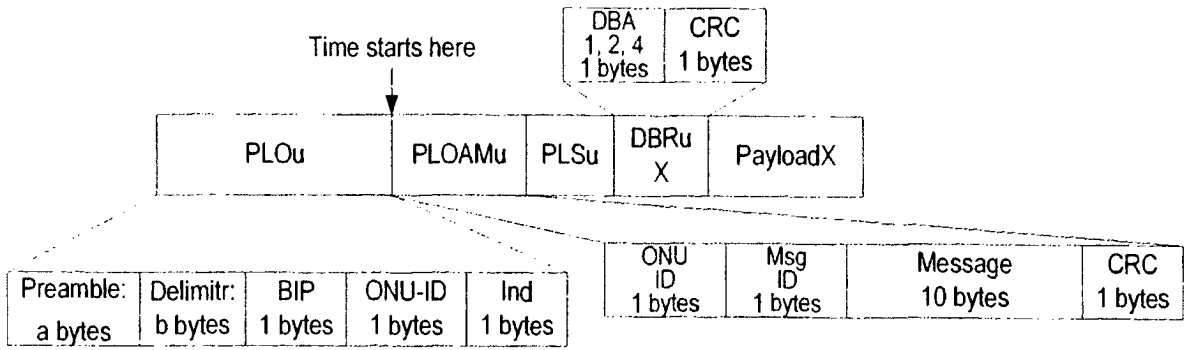 DBA
1, 2, 4
1 bytes
CRC
1 bytes
Time starts here
PLOu
PLOAMu
PLSu
DBRu
X
PayloadX
Preamble:
a bytes
Delimitr:
b bytes
BIP
1 bytes
ONU-ID
1 bytes
Ind
1 bytes
ONU
ID
1 bytes
Msg
ID
1 bytes
Message
10 bytes
CRC
1 bytes